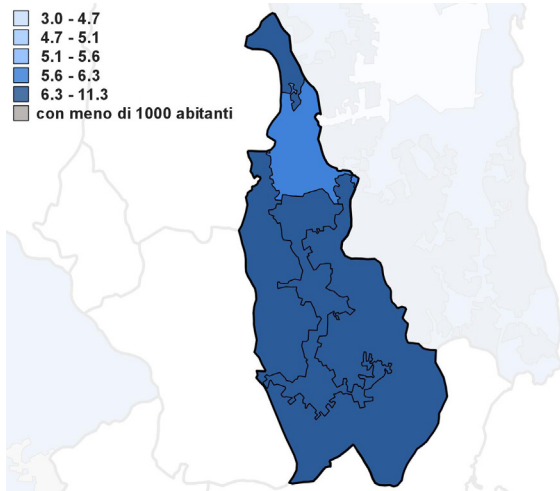 3.0 - 4.7
4.7 - 5.1
5.1 - 5.6
5.6 - 6.3
6.3 - 11.3
con meno di 1000 abitanti